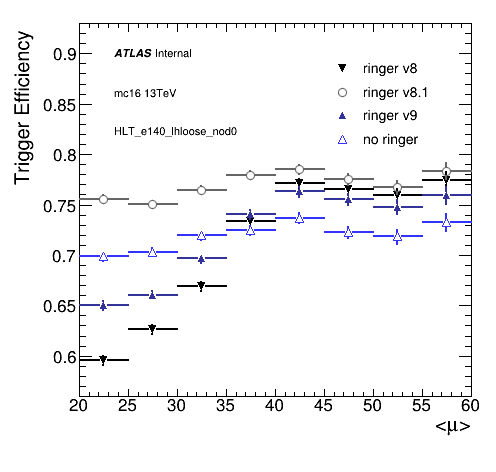 Trigger Efficiency
0.9
0.85
0.8
0.75
0.7
0.65
0.6
ATLAS Internal
mc16 13TeV
HLT_e140_lhloose_nod0
ringer v8
ringer v8.1
ringer v9
no ringer
20 25 30 35 40 45 50 55 60
<μ>